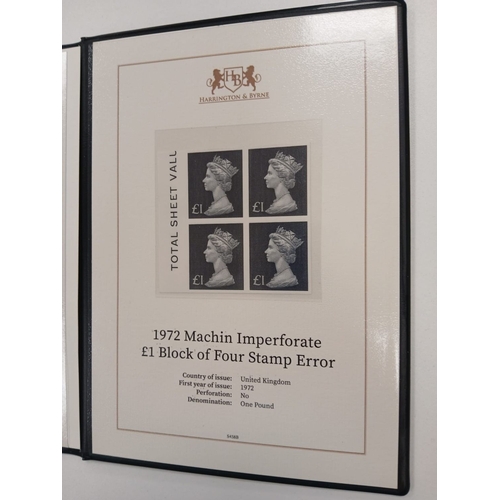 HB
HARRINGTON & BYRNE
TOTAL SHEET VALU
£1
£1
£1
£1
1972 Machin Imperforate
£1 Block of Four Stamp Error
Country of issue: United Kingdom
First year of issue: 1972
Perforation: No
Denomination: One Pound